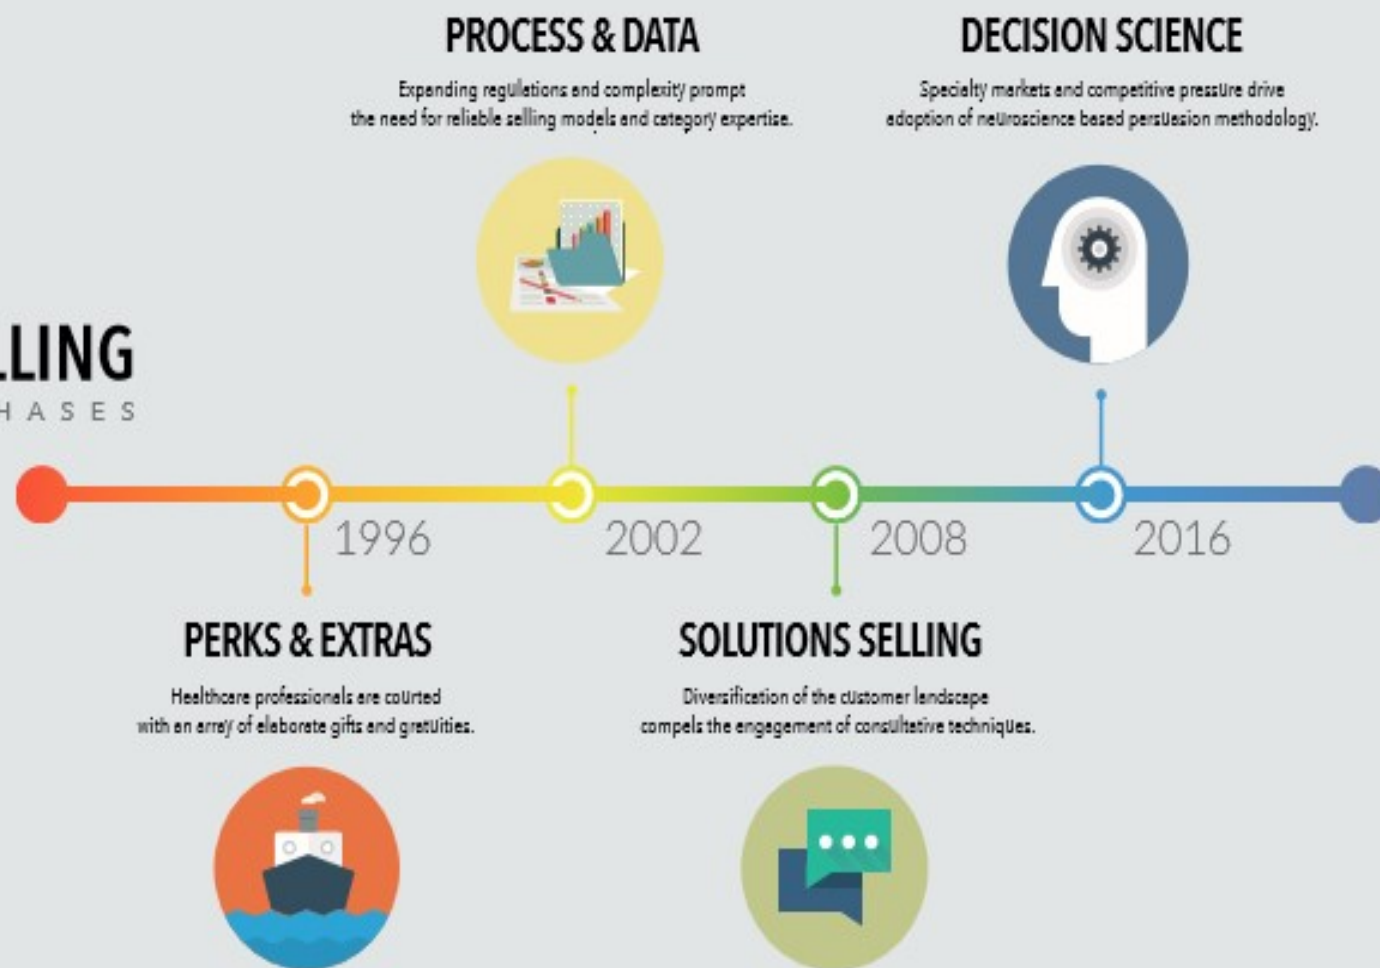 PROCESS & DATA
Expanding regulations and complexity prompt
the need for reliable selling models and category expertise.
DECISION SCIENCE
Specialty markets and competitive pressure drive
adoption of neuroscience based persuasion methodology.
LLING
HASES
1996
2002
2008
2016
PERKS & EXTRAS
Healthcare professionals are courted
with an array of elaborate gifts and gratuities.
SOLUTIONS SELLING
Diversification of the customer landscape
compels the engagement of consultative techniques.